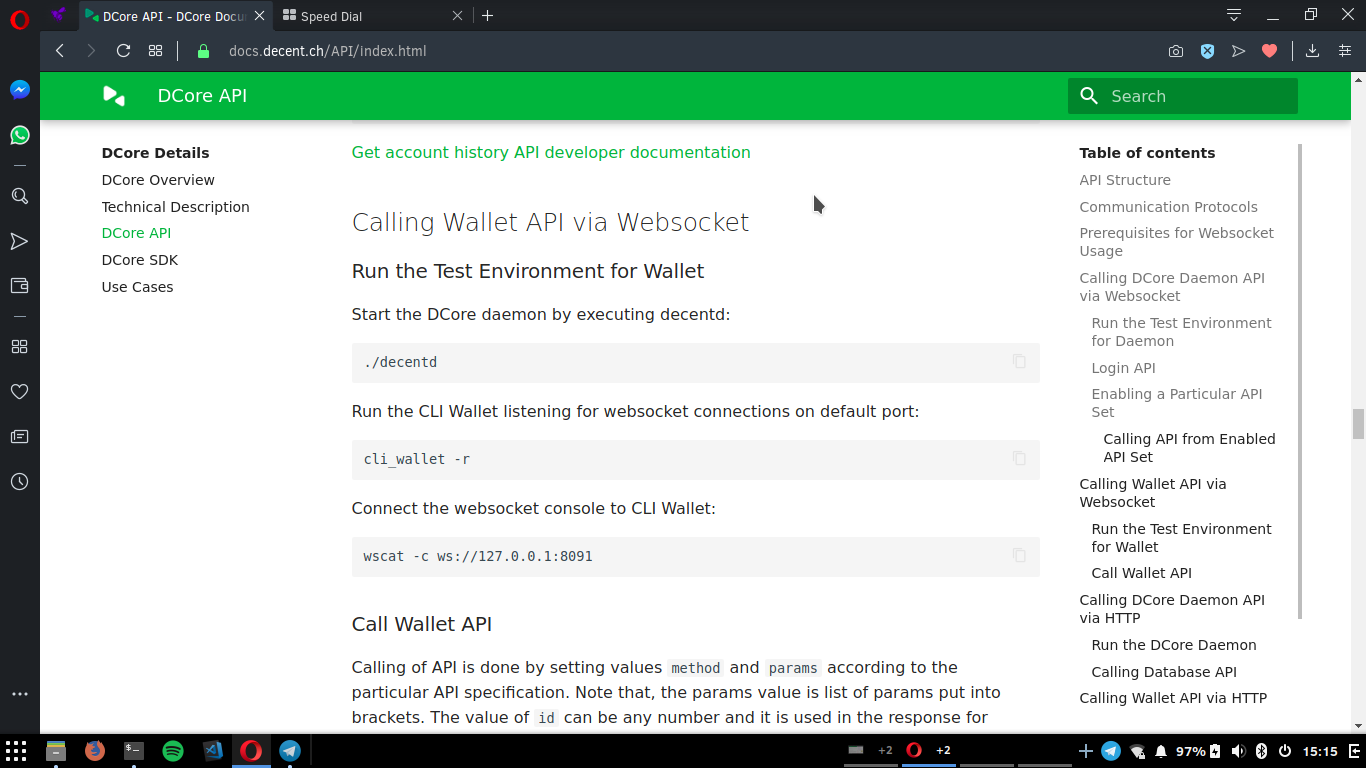 DCore API - DCore Docu
Speed Dial
docs.decent.ch/API/index.html
DCore API
Search
DCore Details
DCore Overview
Technical Description
DCore API
DCore SDK
Use Cases
Get account history API developer documentation
Calling Wallet API via Websocket
Run the Test Environment for Wallet
Start the DCore daemon by executing decentd:
./decentd
Run the CLI Wallet listening for websocket connections on default port:
cli_wallet -r
Connect the websocket console to CLI Wallet:
wscat -c ws://127.0.0.1:8091
Call Wallet API
Calling of API is done by setting values method and params according to the
particular API specification. Note that, the params value is list of params put into
brackets. The value of id can be any number and it is used in the response for
Table of contents
API Structure
Communication Protocols
Prerequisites for Websocket
Usage
Calling DCore Daemon API
via Websocket
Run the Test Environment
for Daemon
Login API
Enabling a Particular API
Set
Calling API from Enabled
API Set
Calling Wallet API via
Websocket
Run the Test Environment
for Wallet
Call Wallet API
Calling DCore Daemon API
via HTTP
Run the DCore Daemon
Calling Database API
Calling Wallet API via HTTP
+2
+2
97%
15:15